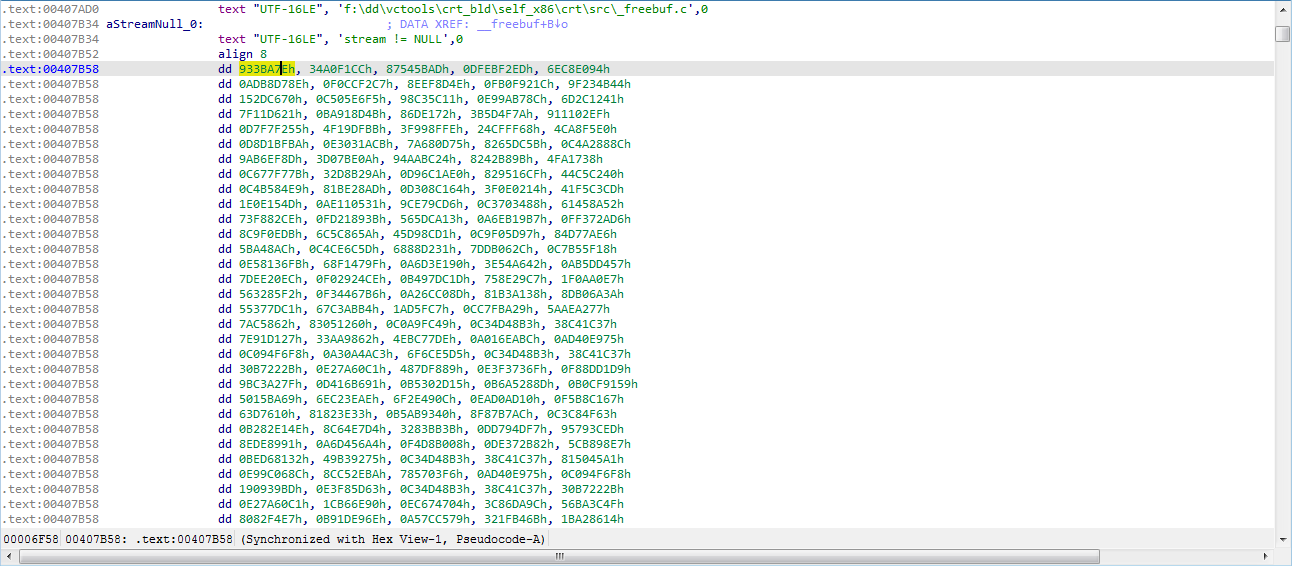 .text:00407AD0 text "UTF-16LE", 'f:\dd\vctools\crt_bld\self_x86\crt\src\_freebuf.c',0
.text:00407B34 aStreamNull_0: ; DATA XREF: __freebuf+B↓o
.text:00407B34 text "UTF-16LE", 'stream != NULL',0
.text:00407B52 align 8
.text:00407B58 dd 933BA7Eh, 34A0F1CCh, 87545BADh, 0DFEBF2EDh, 6EC8E094h
.text:00407B58 dd 0ADB8D78Eh, 0F0CCF2C7h, 8EEF8D4Eh, 0FB0F921Ch, 9F234B44h
.text:00407B58 dd 152DC670h, 0C505E6F5h, 98C35C11h, 0E99AB78Ch, 6D2C1241h
.text:00407B58 dd 7F11D621h, 0BA918D4Bh, 86DE172h, 3B5D4F7Ah, 911102EFh
.text:00407B58 dd 0D7F7F255h, 4F19DFBBh, 3F998FFEh, 24CFFF68h, 4CA8F5E0h
.text:00407B58 dd 0D8D1BFBAh, 0E3031ACBh, 7A680D75h, 8265DC5Bh, 0C4A2888Ch
.text:00407B58 dd 9AB6EF8Dh, 3D07BE0Ah, 94AABC24h, 8242B89Bh, 4FA1738h
.text:00407B58 dd 0C677F77Bh, 32D8B29Ah, 0D96C1AE0h, 829516CFh, 44C5C240h
.text:00407B58 dd 0C4B584E9h, 81BE28ADh, 0D308C164h, 3F0E0214h, 41F5C3CDh
.text:00407B58 dd 1E0E154Dh, 0AE110531h, 9CE79CD6h, 0C3703488h, 61458A52h
.text:00407B58 dd 73F882CEh, 0FD21893Bh, 565DCA13h, 0A6EB19B7h, 0FF372AD6h
.text:00407B58 dd 8C9F0EDBh, 6C5C865Ah, 45D98CD1h, 0C9F05D97h, 84D77AE6h
.text:00407B58 dd 5BA48ACh, 0C4CE6C5Dh, 6888D231h, 7DDB062Ch, 0C7B55F18h
.text:00407B58 dd 0E58136FBh, 68F1479Fh, 0A6D3E190h, 3E54A642h, 0AB5DD457h
.text:00407B58 dd 7DEE20ECh, 0F02924CEh, 0B497DC1Dh, 758E29C7h, 1F0AA0E7h
.text:00407B58 dd 563285F2h, 0F34467B6h, 0A26CC08Dh, 81B3A138h, 8DB06A3Ah
.text:00407B58 dd 55377DC1h, 67C3ABB4h, 1AD5FC7h, 0CC7FBA29h, 5AAEA277h
.text:00407B58 dd 7AC5862h, 83051260h, 0C0A9FC49h, 0C34D48B3h, 38C41C37h
.text:00407B58 dd 7E91D127h, 33AA9862h, 4EBC77DEh, 0A016EABCh, 0AD40E975h
.text:00407B58 dd 0C094F6F8h, 0A30A4AC3h, 6F6CE5D5h, 0C34D48B3h, 38C41C37h
.text:00407B58 dd 30B7222Bh, 0E27A60C1h, 487DF889h, 0E3F3736Fh, 0F88DD1D9h
.text:00407B58 dd 9BC3A27Fh, 0D416B691h, 0B5302D15h, 0B6A5288Dh, 0B0CF9159h
.text:00407B58 dd 5015BA69h, 6EC23EAEh, 6F2E490Ch, 0EAD0AD10h, 0F5B8C167h
.text:00407B58 dd 63D7610h, 81823E33h, 0B5AB9340h, 8F87B7ACh, 0C3C84F63h
.text:00407B58 dd 0B282E14Eh, 8C64E7D4h, 3283BB3Bh, 0DD794DF7h, 95793CEDh
.text:00407B58 dd 8EDE8991h, 0A6D456A4h, 0F4D8B008h, 0DE372B82h, 5CB898E7h
.text:00407B58 dd 0BED68132h, 49B39275h, 0C34D48B3h, 38C41C37h, 815045A1h
.text:00407B58 dd 0E99C068Ch, 8CC52EBAh, 785703F6h, 0AD40E975h, 0C094F6F8h
.text:00407B58 dd 190939BDh, 0E3F85D63h, 0C34D48B3h, 38C41C37h, 30B7222Bh
.text:00407B58 dd 0E27A60C1h, 1CB66E90h, 0EC674704h, 3C86DA9Ch, 56BA3C4Fh
.text:00407B58 dd 8082F4E7h, 0B91DE96Eh, 0A57CC579h, 321FB46Bh, 1BA28614h
00006F58 00407B58: .text:00407B58 (Synchronized with Hex View-1, Pseudocode-A)